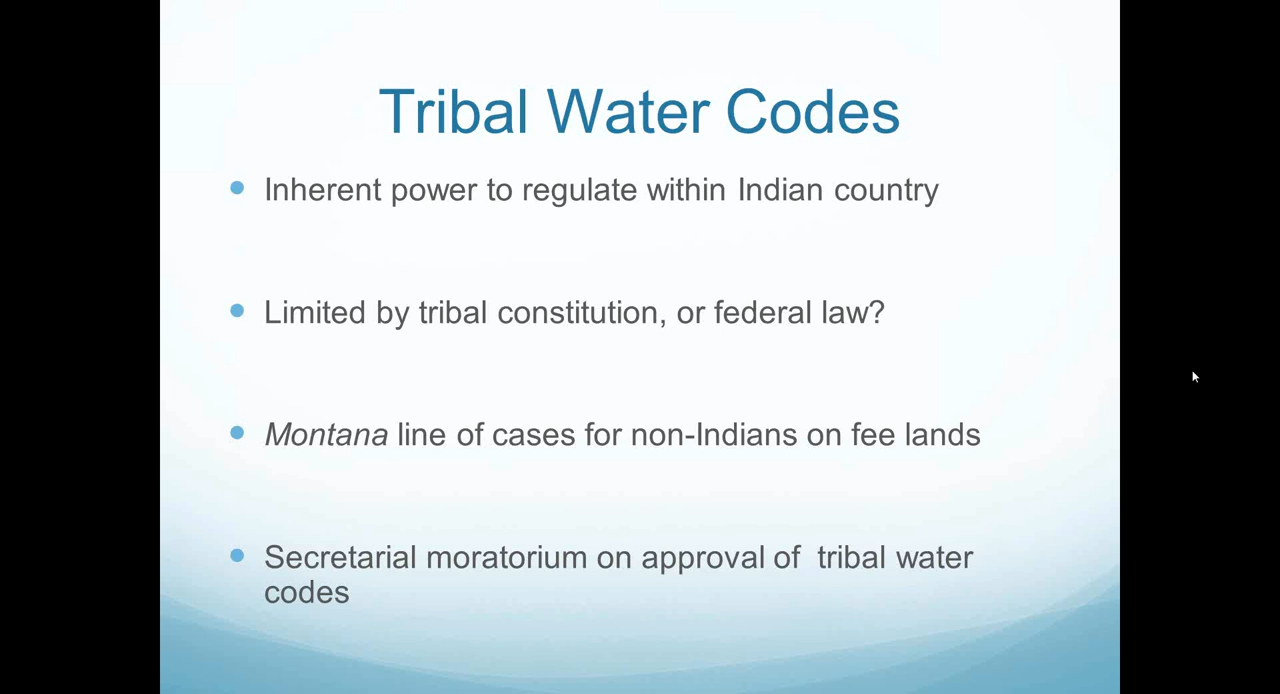 Tribal Water Codes
Inherent power to regulate within Indian country
Limited by tribal constitution, or federal law?
Montana line of cases for non-Indians on fee lands
Secretarial moratorium on approval of  tribal water
codes